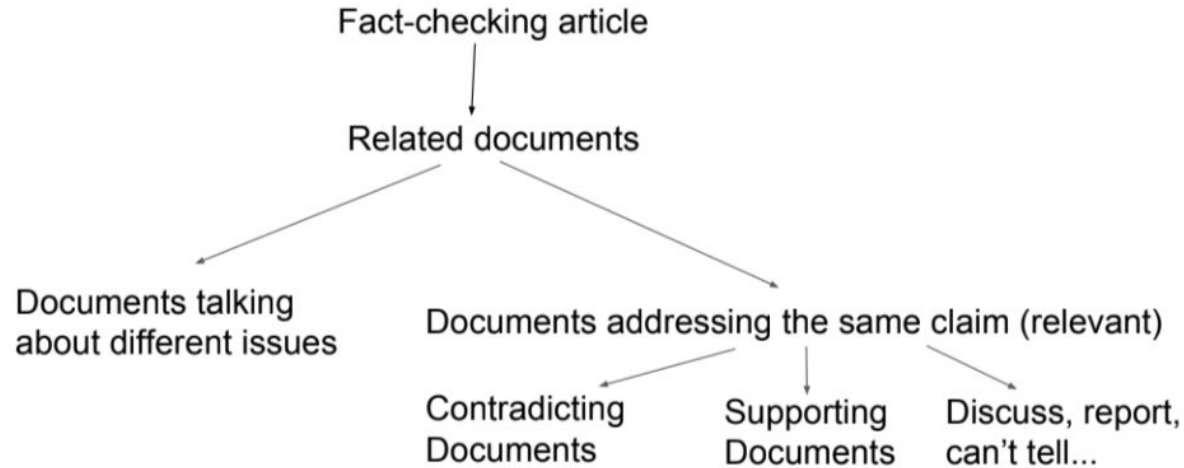 Fact-checking article
Related documents
Documents talking
about different issues
Documents addressing the same claim (relevant)
Contradicting
Documents
Supporting
Documents
Discuss, report,
can't tell...